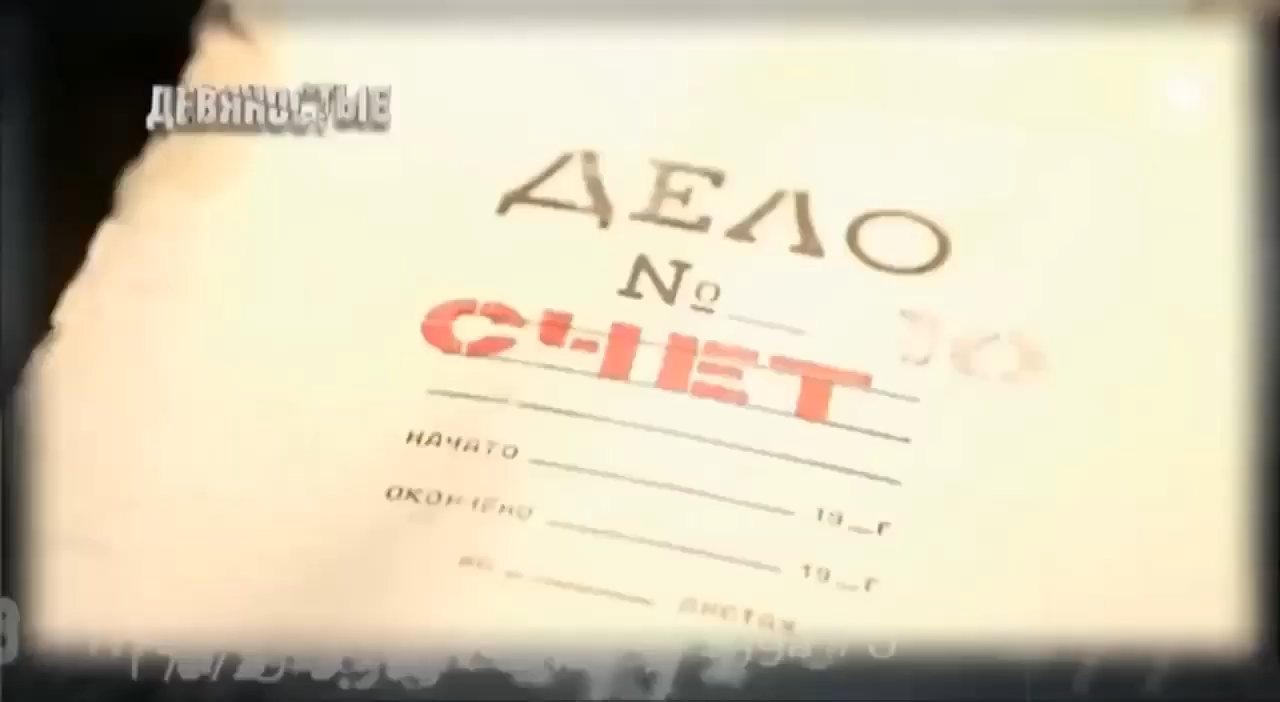 ДЕВЯНОСТЫЕ
ДЕЛО
№
СЧЕТ
НАЧАТО 19 Г
ОКОНЧЕНО 19 Г
ЛИСТАХ